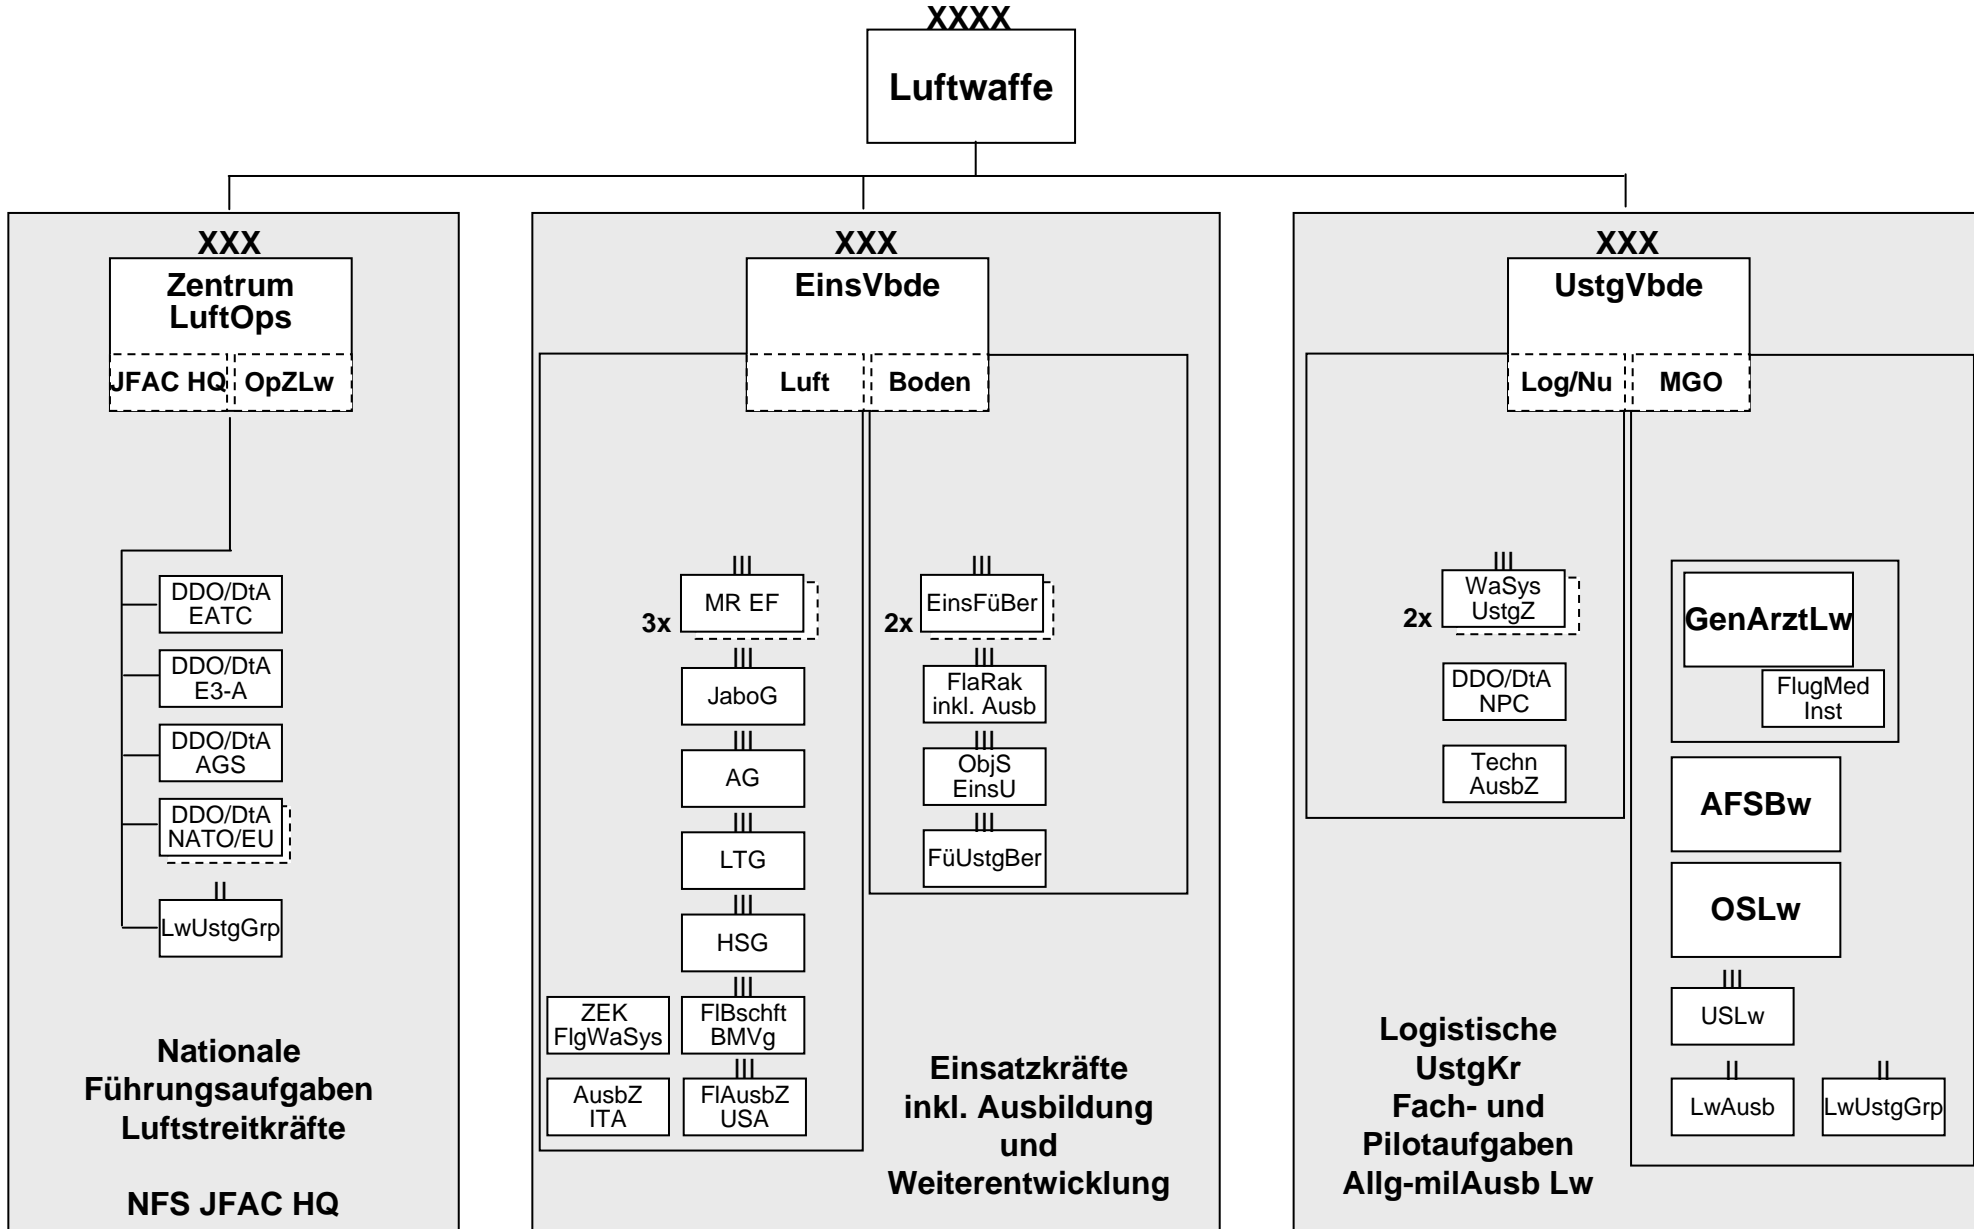 XXXX
Luftwaffe
XXX
Zentrum
LuftOps
JFAC HQ
OpZLw
DDO/DtA
EATC
DDO/DtA
E3-A
DDO/DtA
AGS
DDO/DtA
NATO/EU
II
LwUstgGrp
Nationale
Führungsaufgaben
Luftstreitkräfte
NFS JFAC HQ
XXX
EinsVbde
Luft
Boden
III
3x
MR EF
III
JaboG
III
AG
III
LTG
III
HSG
ZEK
FlgWaSys
III
FlBschft
BMVg
AusbZ
ITA
III
FlAusbZ
USA
III
2x
EinsFüBer
III
FlaRak
inkl. Ausb
III
ObjS
EinsU
III
FüUstgBer
Einsatzkräfte
inkl. Ausbildung
und
Weiterentwicklung
XXX
UstgVbde
Log/Nu
MGO
III
2x
WaSys
UstgZ
DDO/DtA
NPC
Techn
AusbZ
GenArztLw
FlugMed
Inst
AFSBw
OSLw
III
USLw
II
LwAusb
II
LwUstgGrp
Logistische
UstgKr
Fach- und
Pilotaufgaben
Allg-milAusb Lw